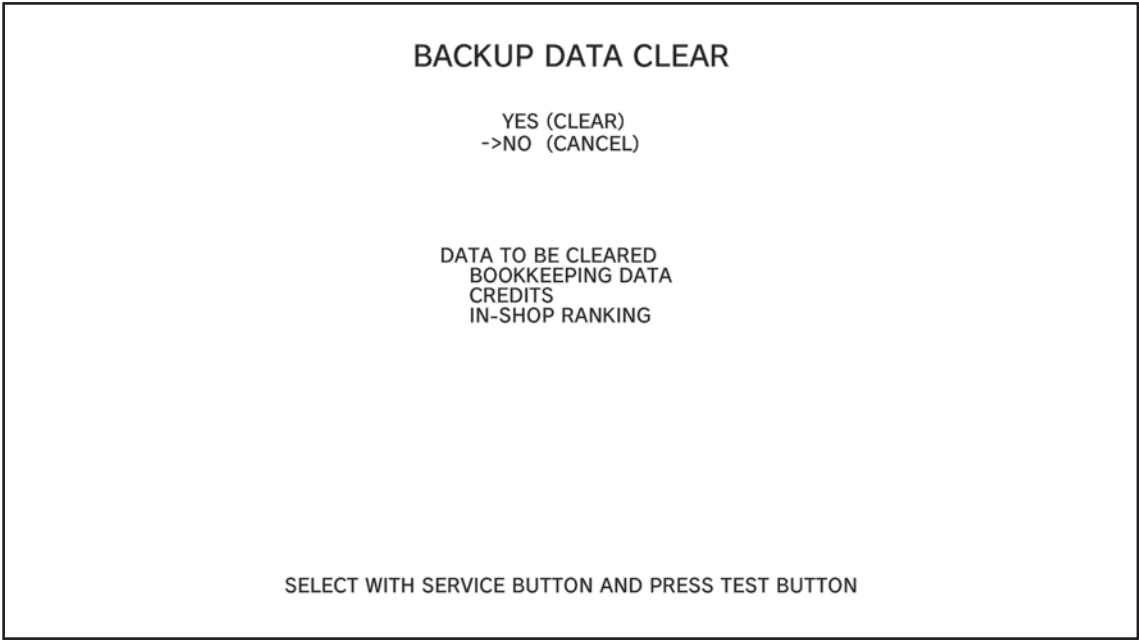 BACKUP DATA CLEAR
YES (CLEAR)
->NO (CANCEL)
DATA TO BE CLEARED
BOOKKEEPING DATA
CREDITS
IN-SHOP RANKING
SELECT WITH SERVICE BUTTON AND PRESS TEST BUTTON